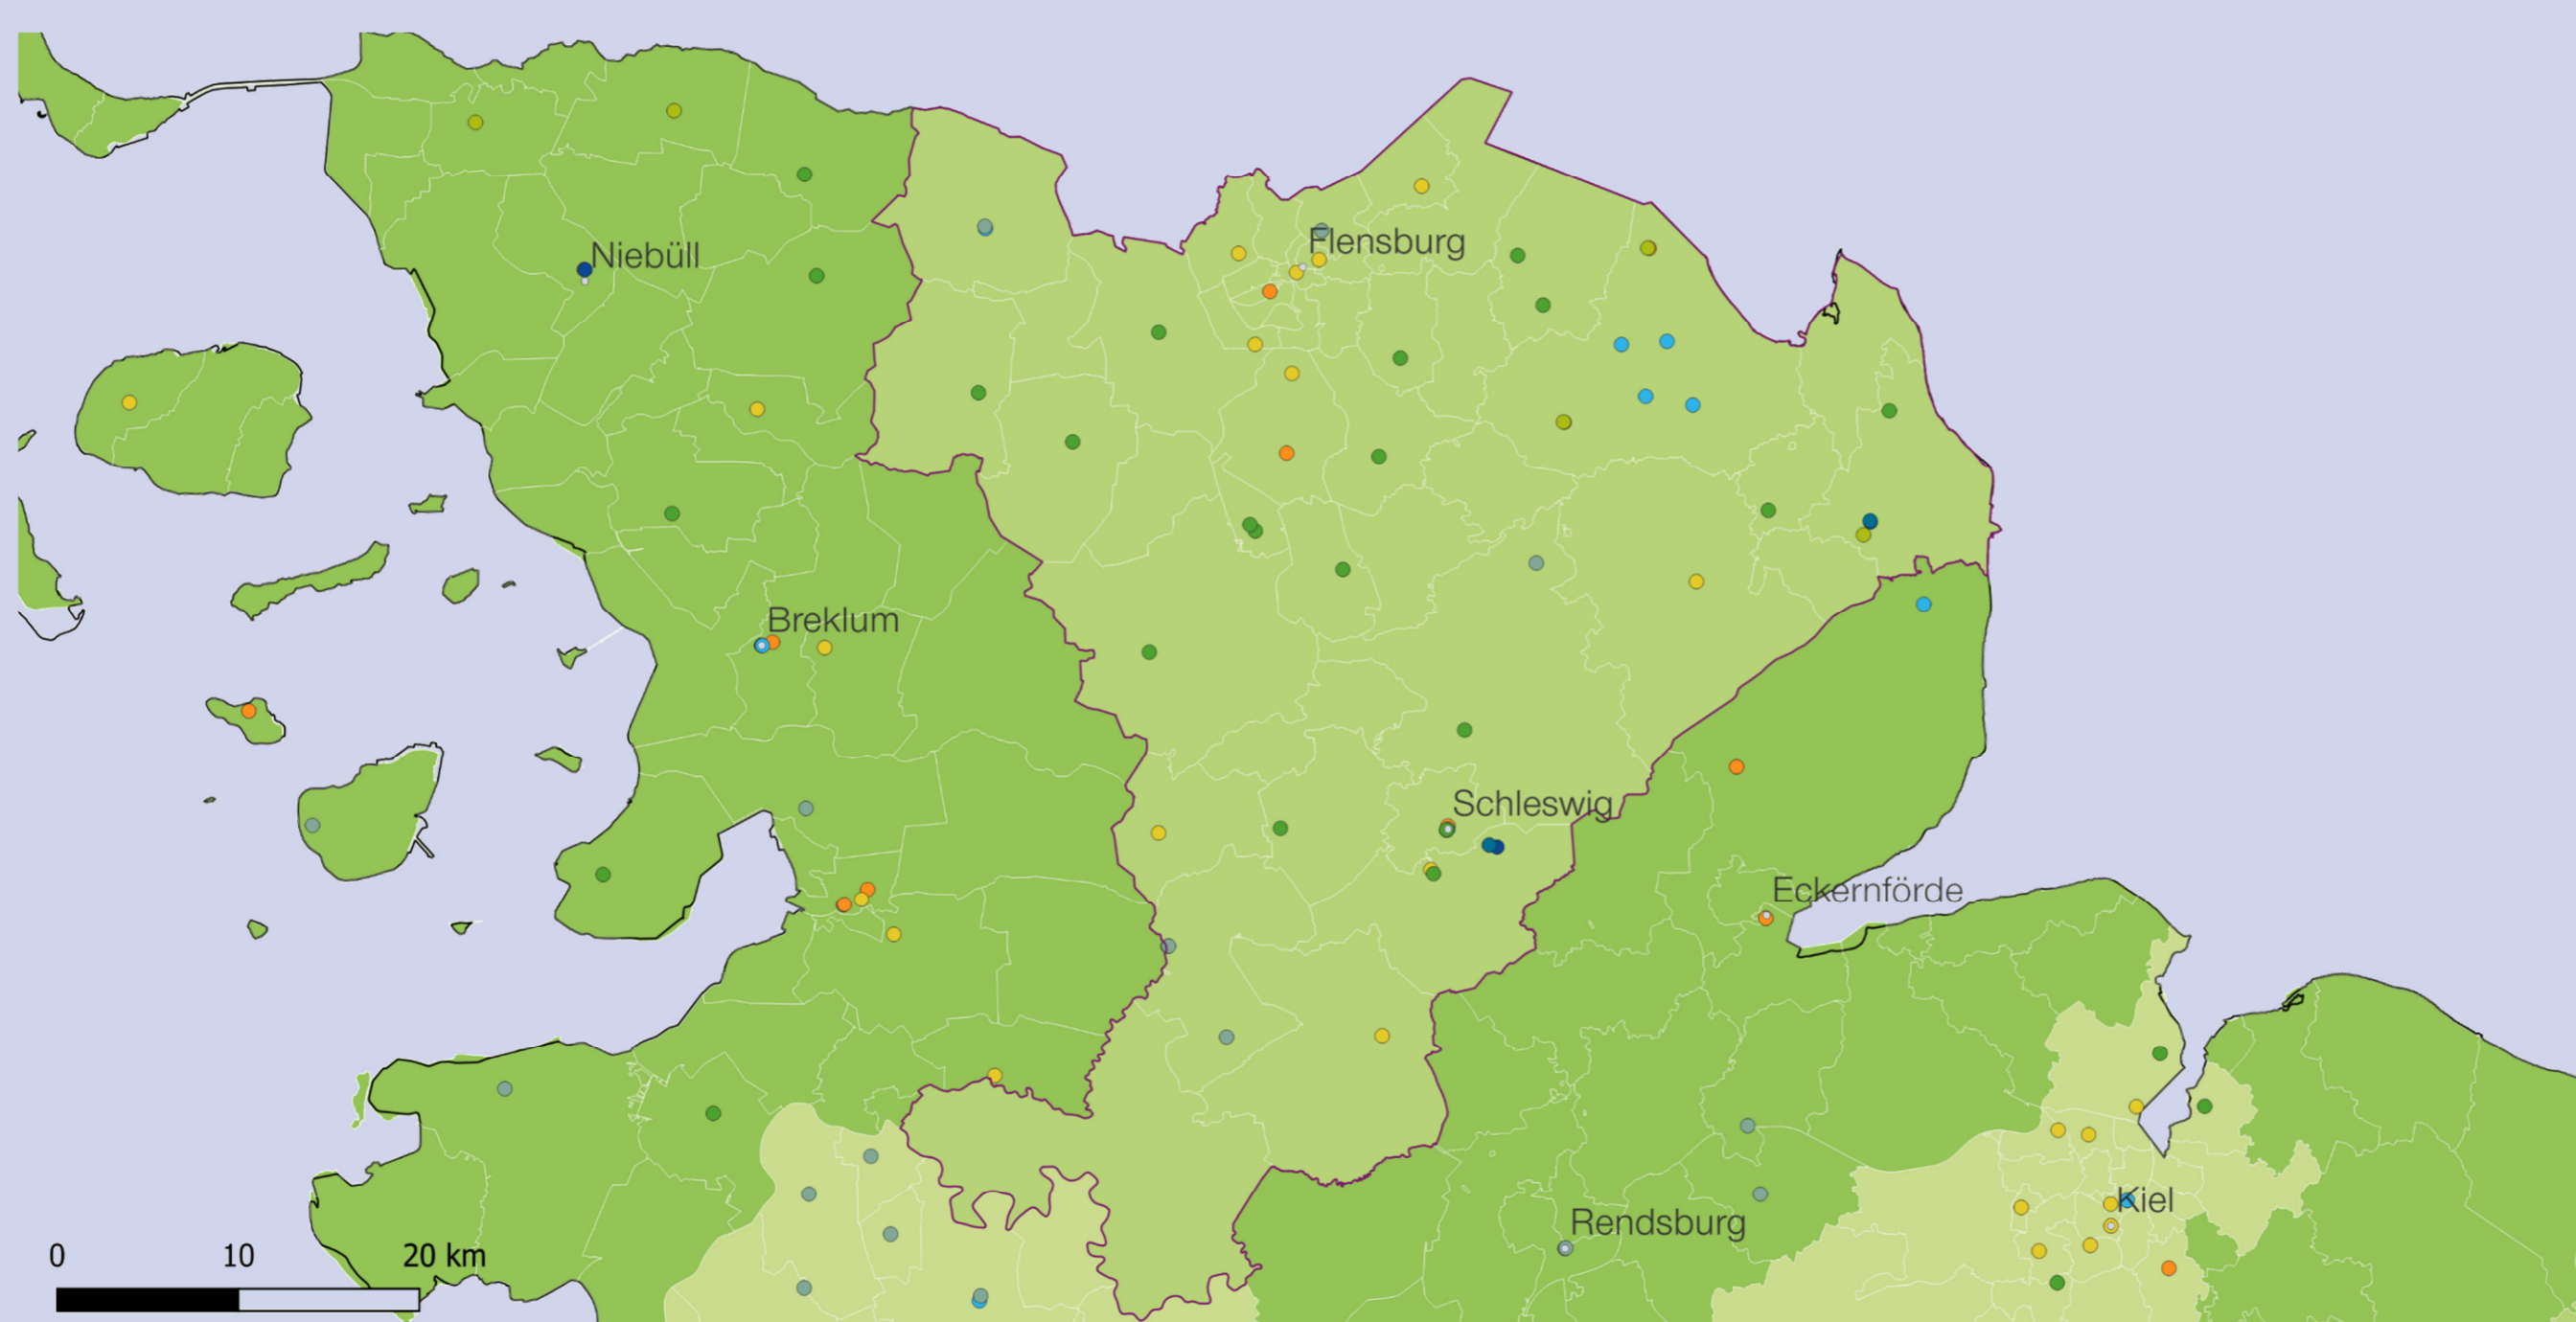 Flensburg
Niebüll
Breklum
Schleswig
Eckernförde
Kiel
Rendsburg
0 10 20 km